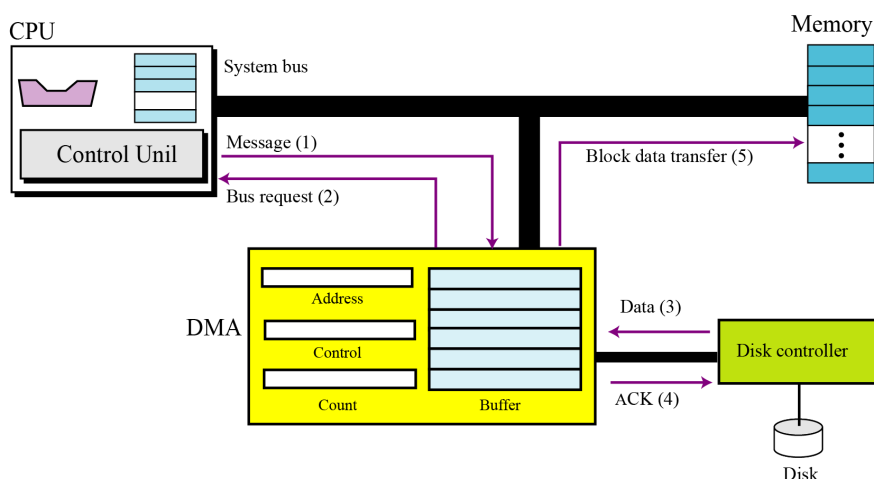 CPU
Memory
System bus
Control Unil
Message (1)
Block data transfer (5)
Bus request (2)
DMA
Address
Control
Count
Buffer
Data (3)
Disk controller
ACK (4)
Disk